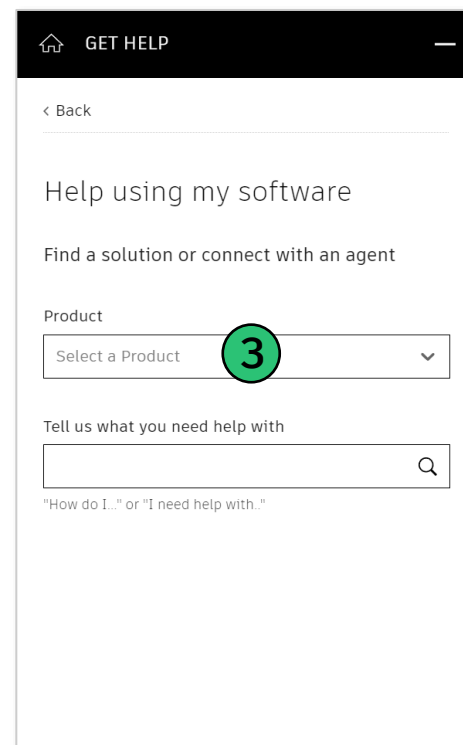 GET HELP
< Back
Help using my software
Find a solution or connect with an agent
Product
Select a Product
3
Tell us what you need help with
"How do I..." or "I need help with.."